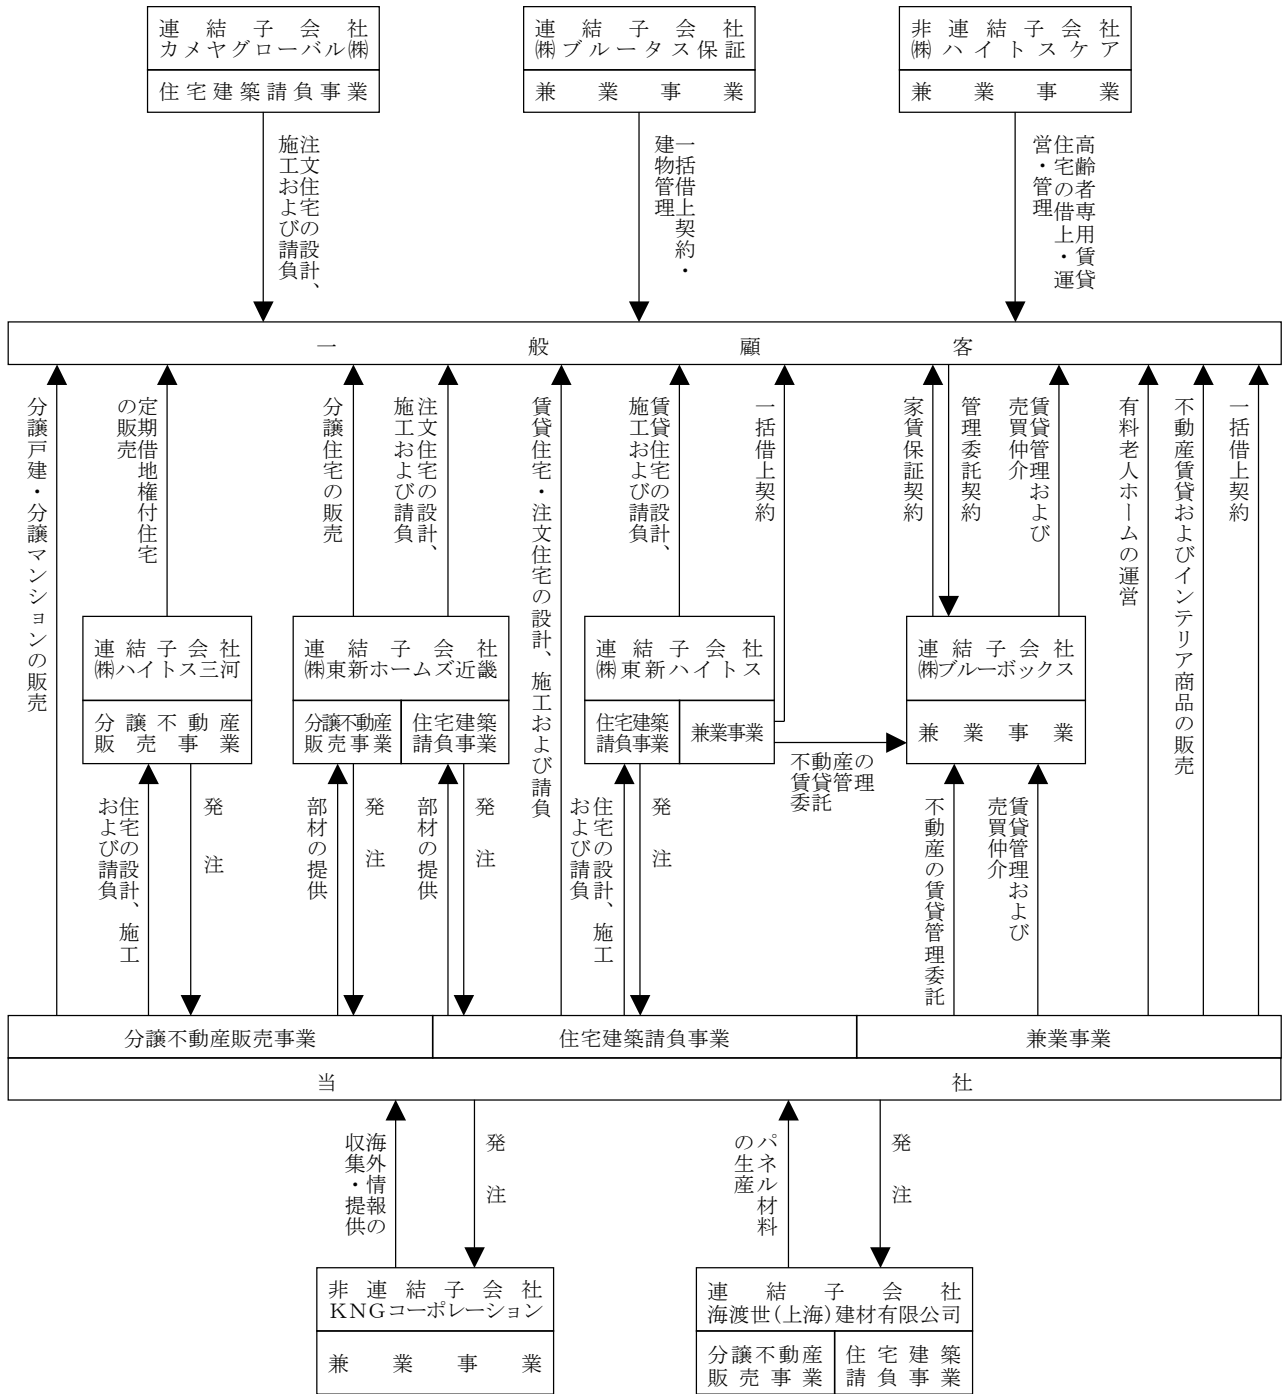 連結子会社
カメヤグローバル㈱
住宅建築請負事業
連結子会社
㈱ブルータス保証
兼業事業
非連結子会社
㈱ハイトスケア
兼業事業
注文住宅の設計、
施工および請負
一括借上契約・
建物管理
高齢者専用賃貸
住宅の借上・運
営・管理
一般顧客
分譲戸建・分譲マンションの販売
定期借地権付住宅
の販売
分譲住宅の販売
注文住宅の設計、
施工および請負
賃貸住宅・注文住宅の設計、施工および請負
賃貸住宅の設計、
施工および請負
一括借上契約
家賃保証契約
管理委託契約
賃貸管理および
売買仲介
有料老人ホームの運営
不動産賃貸およびインテリア商品の販売
一括借上契約
連結子会社
㈱ハイトス三河
分譲不動産
販売事業
連結子会社
㈱東新ホームズ近畿
分譲不動産
販売事業
住宅建築
請負事業
連結子会社
㈱東新ハイトス
住宅建築
請負事業
兼業事業
連結子会社
㈱ブルーボックス
兼業事業
不動産の
賃貸管理
委託
住宅の設計、施工
および請負
発注
部材の提供
発注
部材の提供
発注
住宅の設計、施工
および請負
発注
不動産の賃貸管理委託
賃貸管理および
売買仲介
分譲不動産販売事業
住宅建築請負事業
兼業事業
当社
海外情報の
収集・提供
発注
パネル材料
の生産
発注
非連結子会社
KNGコーポレーション
兼業事業
連結子会社
海渡世(上海)建材有限公司
分譲不動産
販売事業
住宅建築
請負事業